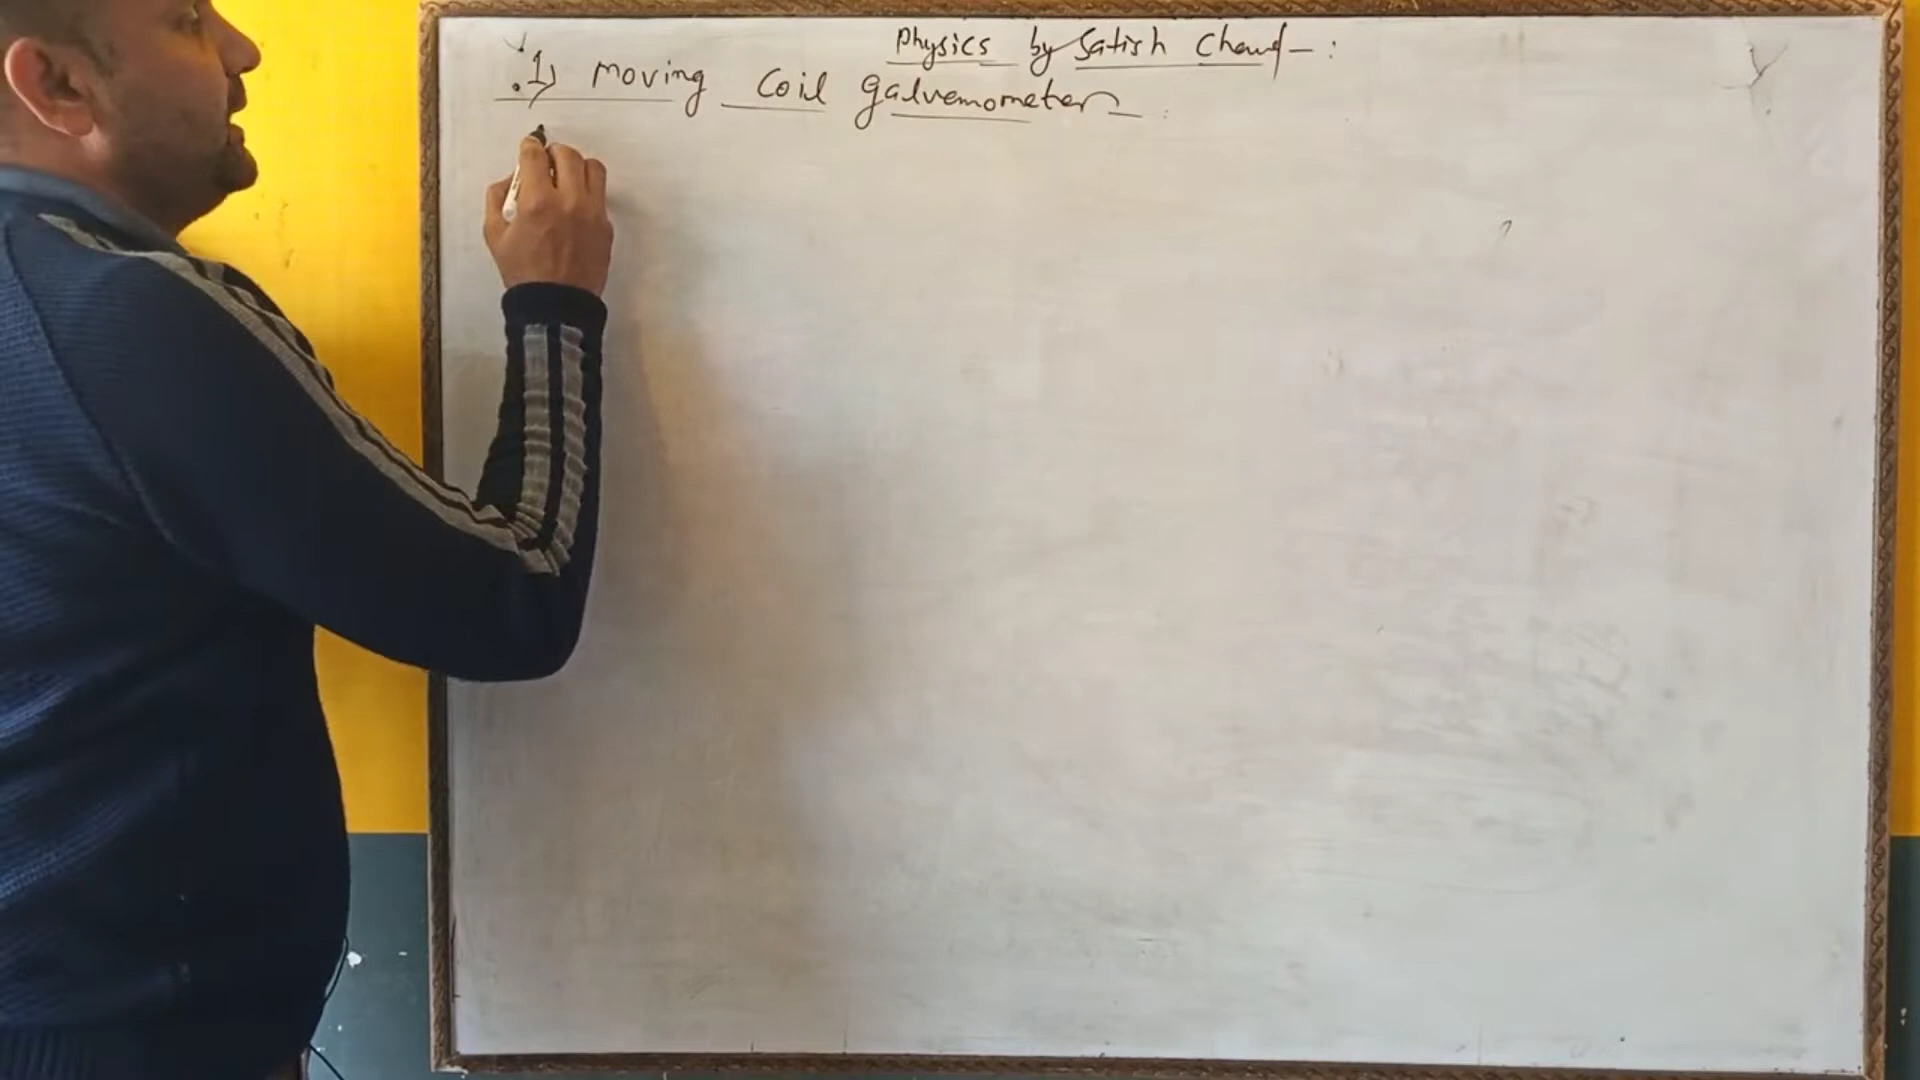 Physics by Satish Chand - :
1) Moving Coil galvenometer